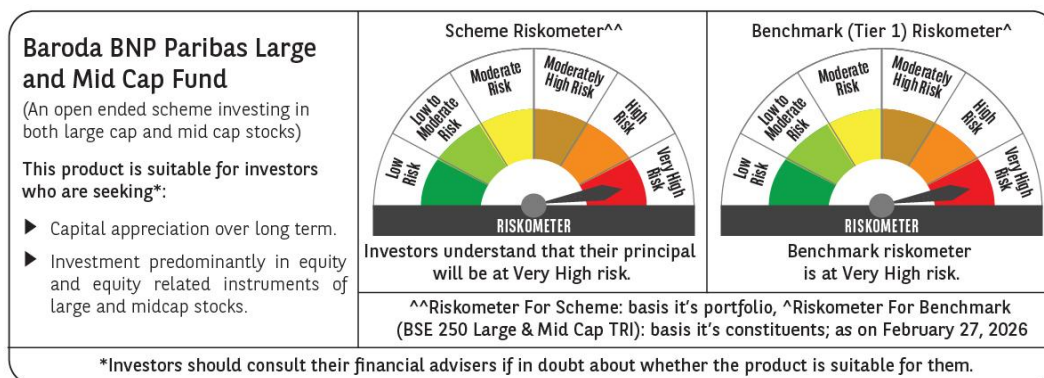 Baroda BNP Paribas Large
and Mid Cap Fund
(An open ended scheme investing in
both large cap and mid cap stocks)
This product is suitable for investors
who are seeking*:
▶ Capital appreciation over long term.
▶ Investment predominantly in equity
and equity related instruments of
large and midcap stocks.
Scheme Riskometer^^
Low
Risk
Low to
Moderate
Risk
Moderate
Risk
Moderately
High Risk
High
Risk
Very High
Risk
RISKOMETER
Investors understand that their principal
will be at Very High risk.
Benchmark (Tier 1) Riskometer^
Low
Risk
Low to
Moderate
Risk
Moderate
Risk
Moderately
High Risk
High
Risk
Very High
Risk
RISKOMETER
Benchmark riskometer
is at Very High risk.
^^Riskometer For Scheme: basis it's portfolio, ^Riskometer For Benchmark
(BSE 250 Large & Mid Cap TRI): basis it's constituents; as on February 27, 2026
*Investors should consult their financial advisers if in doubt about whether the product is suitable for them.